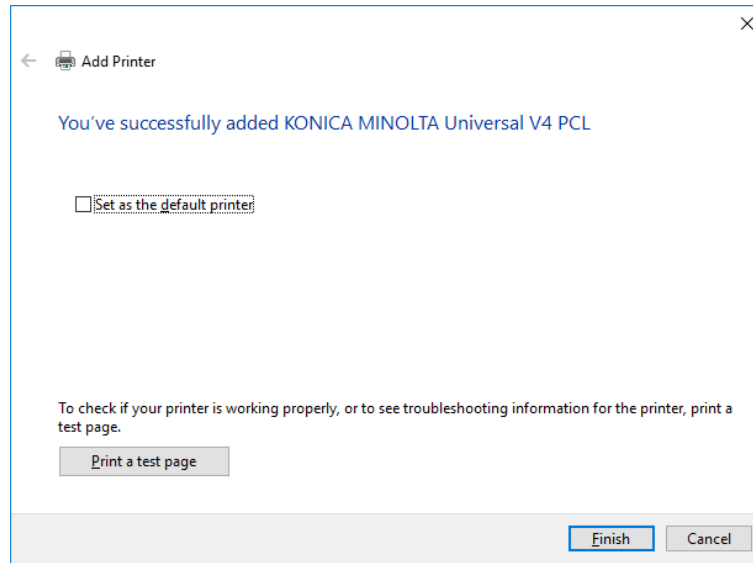 Add Printer
You've successfully added KONICA MINOLTA Universal V4 PCL
Set as the default printer
To check if your printer is working properly, or to see troubleshooting information for the printer, print a
test page.
Print a test page
Finish Cancel